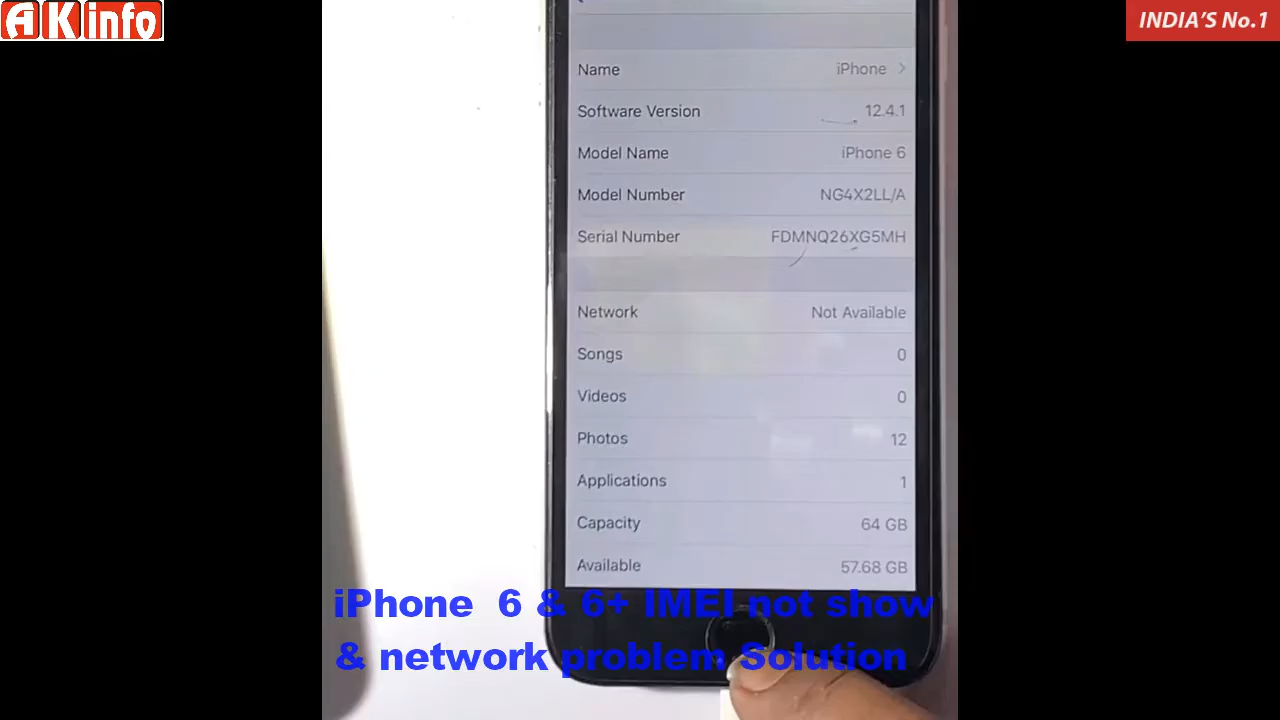 AK info
INDIA'S No.1
Name iPhone >
Software Version 12.4.1
Model Name iPhone 6
Model Number NG4X2LL/A
Serial Number FDMNQ26XG5MH
Network Not Available
Songs 0
Videos 0
Photos 12
Applications 1
Capacity 64 GB
Available 57.68 GB
iPhone 6 & 6+ IMEI not show
& network problem Solution